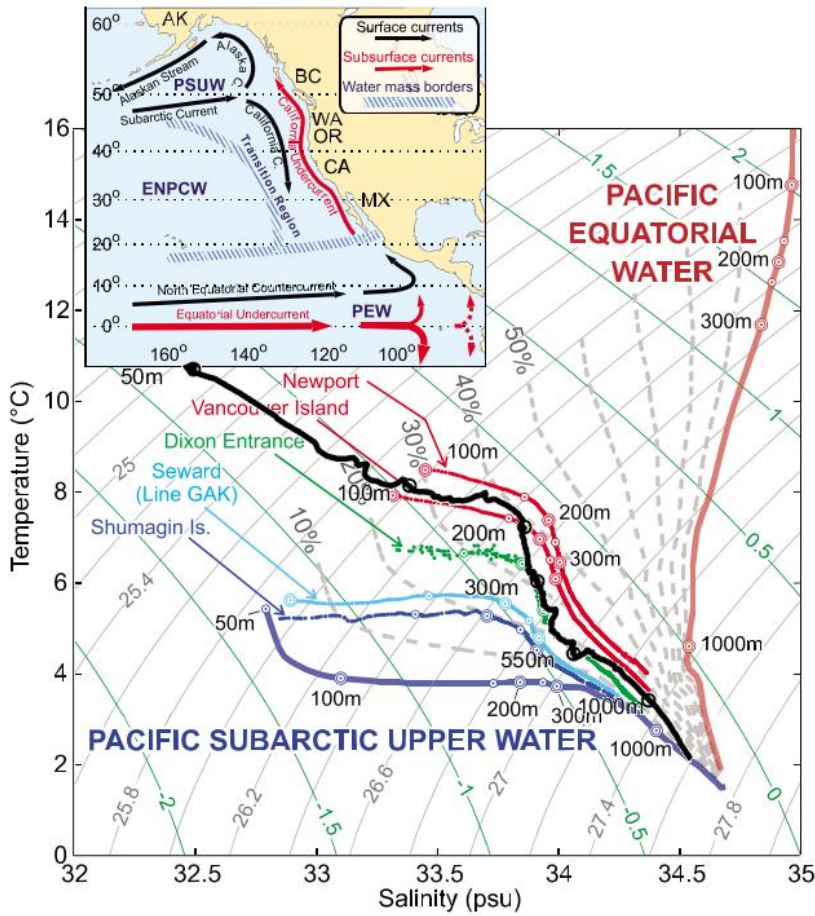 AK
60°
Alaska C.
Alaskan Stream
PSUW
50°
Subarctic Current
California C.
BC
WA
OR
40°
CA
California Undercurrent
Transition Region
ENPCW
30°
MX
20°
10°
North Equatorial Countercurrent
PEW
Equatorial Undercurrent
0°
160°
140°
120°
100°
Surface currents
Subsurface currents
Water mass borders
16
14
12
10
8
6
4
2
0
Temperature (°C)
1.5
2
PACIFIC
EQUATORIAL
WATER
100m
200m
300m
1000m
1
0.5
0
-0.5
-1
-1.5
-2
50m
Newport
Vancouver Island
Dixon Entrance
Seward
(Line GAK)
Shumagin Is.
10%
20%
30%
40%
50%
100m
100m
200m
200m
300m
300m
550m
1000m
50m
100m
200m
300m
1000m
PACIFIC SUBARCTIC UPPER WATER
25
25.4
25.8
26.2
26.6
27
27.4
27.8
32
32.5
33
33.5
34
34.5
35
Salinity (psu)